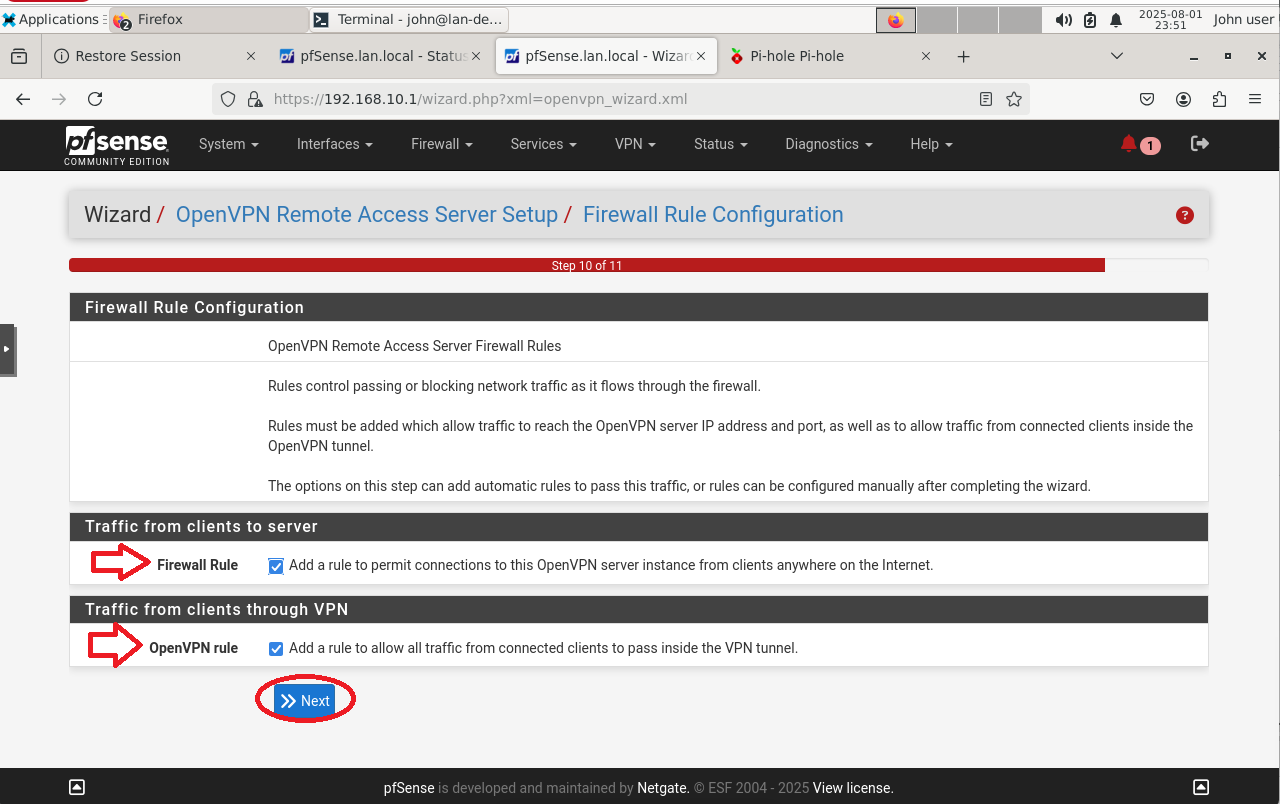 Applications
2
Firefox
Terminal - john@lan-de...
2025-08-01
23:51
John user
Restore Session
pfSense.lan.local - Status
pfSense.lan.local - Wizar
Pi-hole Pi-hole
https://192.168.10.1/wizard.php?xml=openvpn_wizard.xml
pfsense
COMMUNITY EDITION
System
Interfaces
Firewall
Services
VPN
Status
Diagnostics
Help
1
Wizard / OpenVPN Remote Access Server Setup / Firewall Rule Configuration
?
Step 10 of 11
Firewall Rule Configuration
OpenVPN Remote Access Server Firewall Rules
Rules control passing or blocking network traffic as it flows through the firewall.
Rules must be added which allow traffic to reach the OpenVPN server IP address and port, as well as to allow traffic from connected clients inside the
OpenVPN tunnel.
The options on this step can add automatic rules to pass this traffic, or rules can be configured manually after completing the wizard.
Traffic from clients to server
Firewall Rule
Add a rule to permit connections to this OpenVPN server instance from clients anywhere on the Internet.
Traffic from clients through VPN
OpenVPN rule
Add a rule to allow all traffic from connected clients to pass inside the VPN tunnel.
Next
pfSense is developed and maintained by Netgate. © ESF 2004 - 2025 View license.